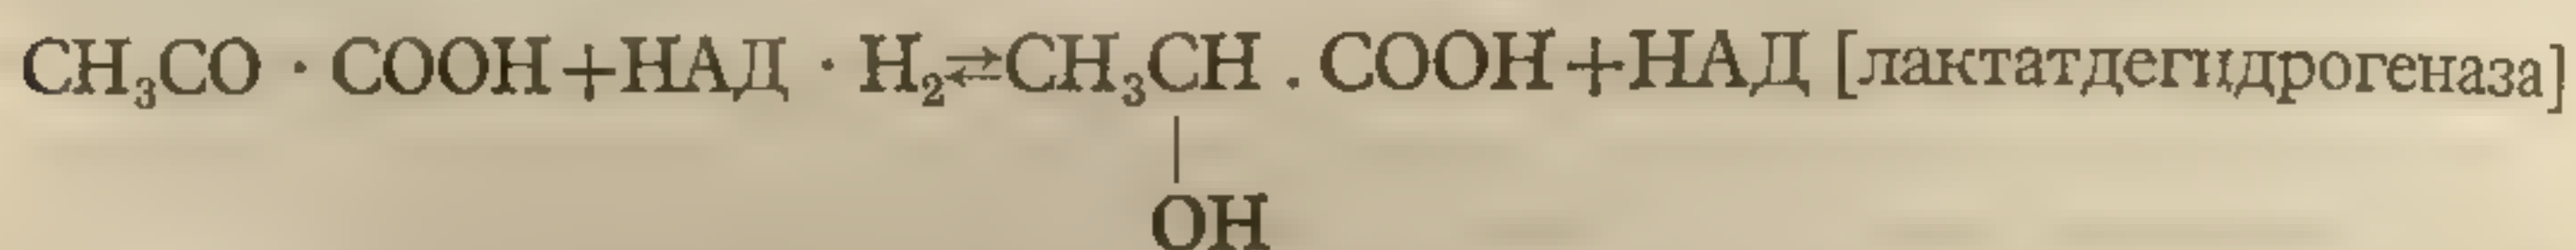 CH₃CO · COOH+НАД · H₂⇄CH₃CH . COOH+НАД [лактатдегидрогеназа]
|
OH